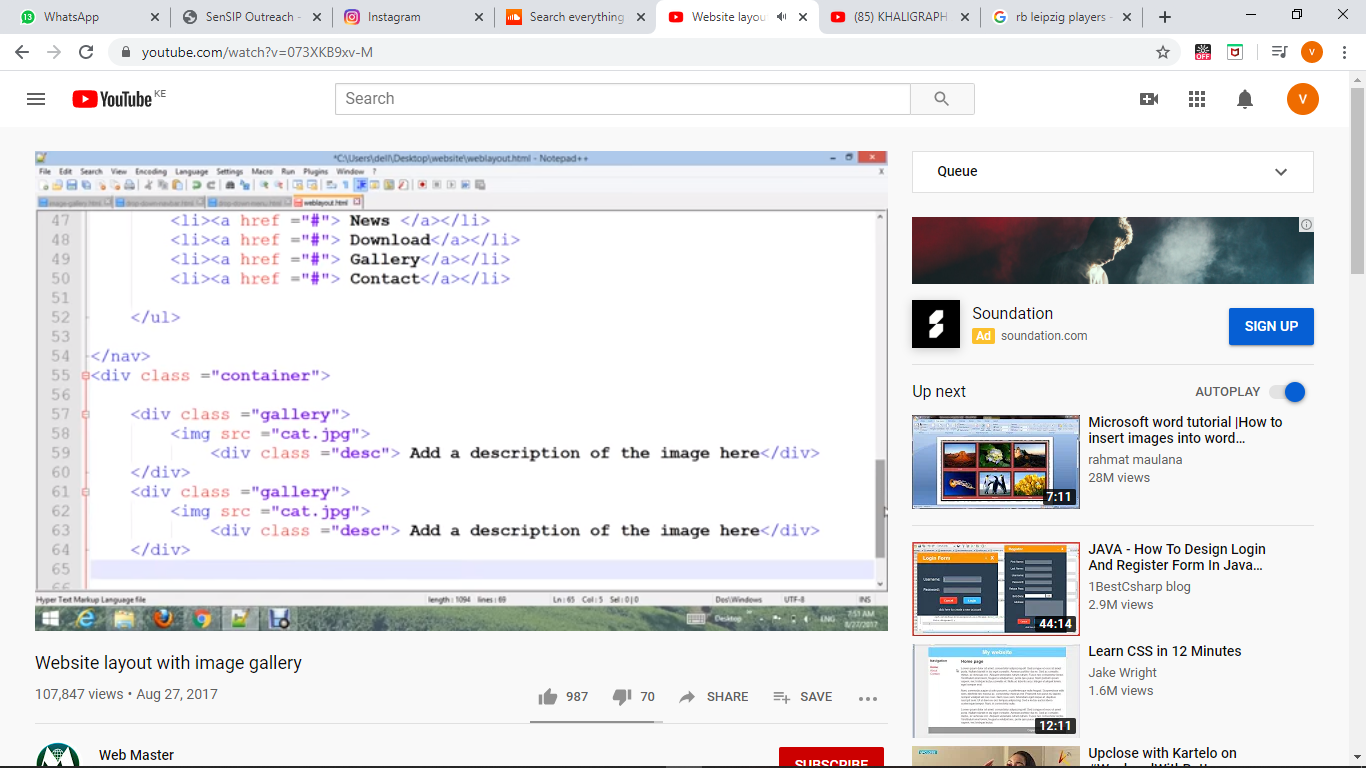 13 WhatsApp
SenSIP Outreach -
Instagram
Search everything
Website layou
(85) KHALIGRAPH
rb leipzig players -
youtube.com/watch?v=073XKB9xv-M
OFF
V
YouTube KE
Search
V
*C:\Users\dell\Desktop\website\weblayout.html - Notepad++
File Edit Search View Encoding Language Settings Macro Run Plugins Window ?
X
image-gallery.html drop-down-navbar.html drop-down-menu.html weblayout.html
47 <li><a href ="#"> News </a></li>
48 <li><a href ="#"> Download</a></li>
49 <li><a href ="#"> Gallery</a></li>
50 <li><a href ="#"> Contact</a></li>
51
52 </ul>
53
54 </nav>
55 <div class ="container">
56
57 <div class ="gallery">
58 <img src ="cat.jpg">
59 <div class ="desc"> Add a description of the image here</div>
60 </div>
61 <div class ="gallery">
62 <img src ="cat.jpg">
63 <div class ="desc"> Add a description of the image here</div>
64 </div>
65
66
Hyper Text Markup Language file length : 1094 lines : 69 Ln : 65 Col : 5 Sel : 0 | 0 Dos\Windows UTF-8 INS
Desktop ENG 7:51 AM
8/27/2017
Website layout with image gallery
107,847 views • Aug 27, 2017
987 70 SHARE SAVE
Web Master
SUBSCRIBE
Queue
Soundation
Ad soundation.com
SIGN UP
Up next
AUTOPLAY
7:11
Microsoft word tutorial |How to
insert images into word...
rahmat maulana
28M views
Login Form
Register
Username:
Password:
44:14
JAVA - How To Design Login
And Register Form In Java...
1BestCsharp blog
2.9M views
My website
Navigation
Home page
12:11
Learn CSS in 12 Minutes
Jake Wright
1.6M views
Upclose with Kartelo on